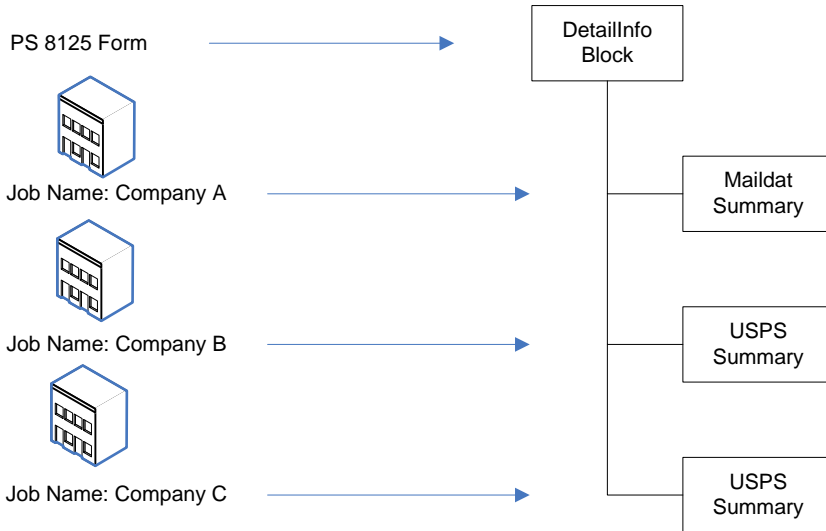 PS 8125 Form
DetailInfo
Block
Job Name: Company A
Maildat
Summary
Job Name: Company B
USPS
Summary
Job Name: Company C
USPS
Summary